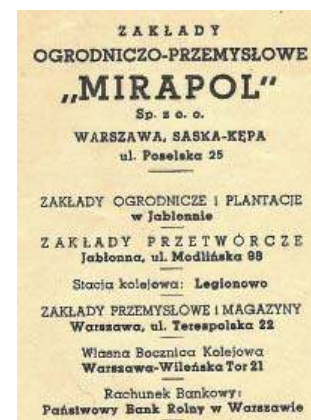 ZAKŁADY
OGRODNICZO-PRZEMYSŁOWE
„MIRAPOL"
Sp. z o. o.
WARSZAWA, SASKA-KĘPA
ul. Poselska 25
ZAKŁADY OGRODNICZE I PLANTACJE
w Jabłonnie
ZAKŁADY PRZETWÓRCZE
Jabłonna, ul. Modlińska 98
Stacja kolejowa: Legionowo
ZAKŁADY PRZEMYSŁOWE i MAGAZYNY
Warszawa, ul. Terespolska 22
Własna Bocznica Kolejowa
Warszawa-Wileńska Tor 21
Rachunek Bankowy:
Państwowy Bank Rolny w Warszawie